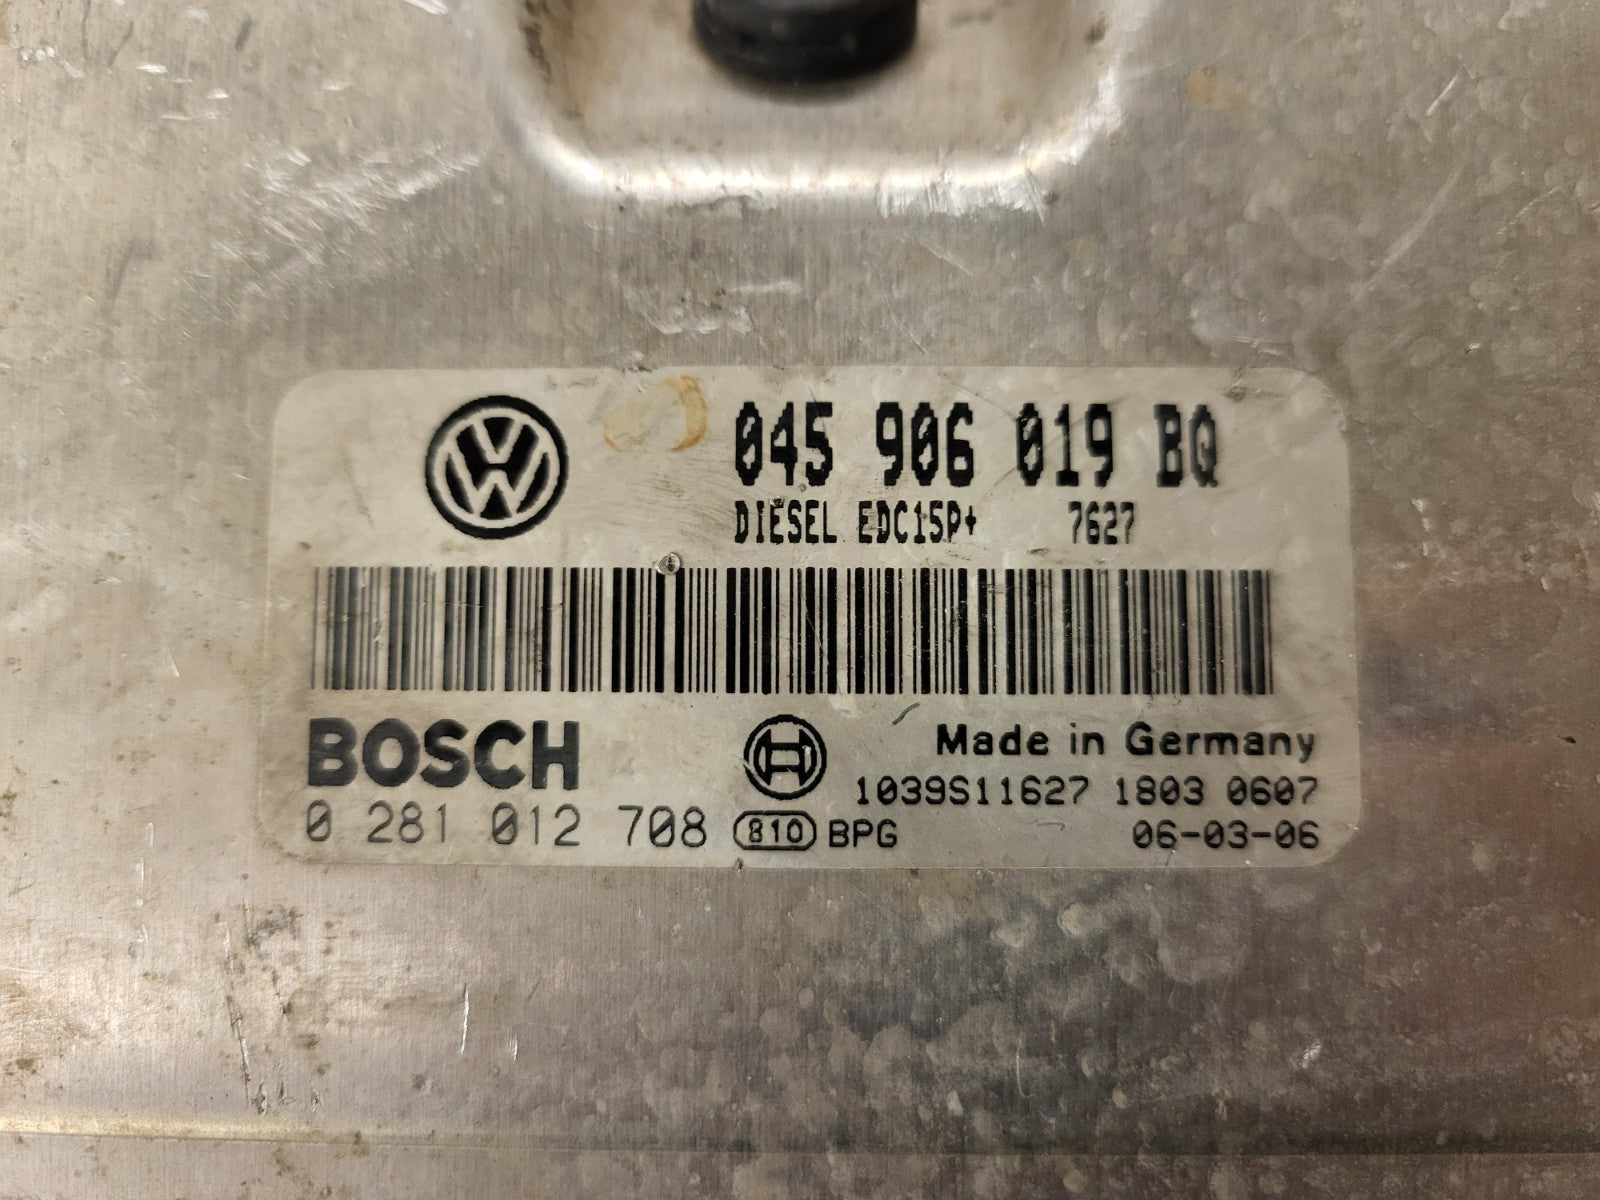 045 906 019 BQ
DIESEL EDC15P+ 7627
BOSCH
Made in Germany
1039S11627 1803 0607
0 281 012 708 810 BPG 06-03-06